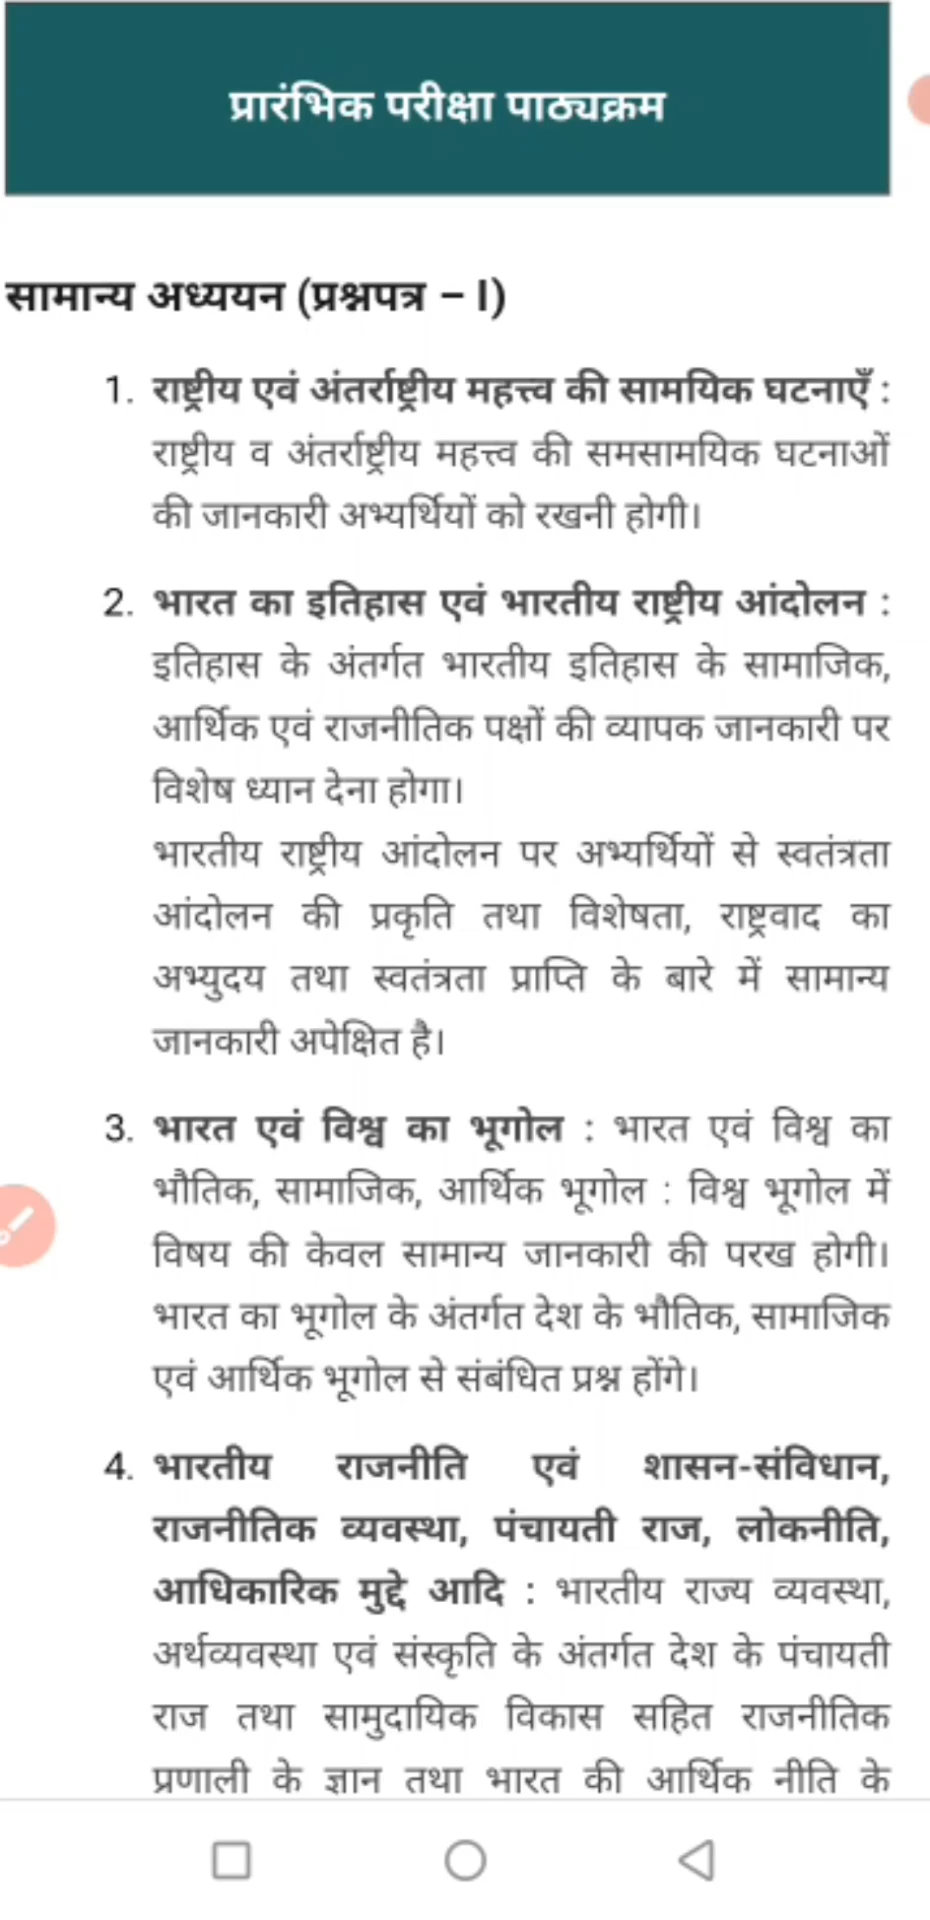 प्रारंभिक परीक्षा पाठ्यक्रम
सामान्य अध्ययन (प्रश्नपत्र – I)
1. राष्ट्रीय एवं अंतर्राष्ट्रीय महत्त्व की सामयिक घटनाएँ :
राष्ट्रीय व अंतर्राष्ट्रीय महत्त्व की समसामयिक घटनाओं
की जानकारी अभ्यर्थियों को रखनी होगी।
2. भारत का इतिहास एवं भारतीय राष्ट्रीय आंदोलन :
इतिहास के अंतर्गत भारतीय इतिहास के सामाजिक,
आर्थिक एवं राजनीतिक पक्षों की व्यापक जानकारी पर
विशेष ध्यान देना होगा।
भारतीय राष्ट्रीय आंदोलन पर अभ्यर्थियों से स्वतंत्रता
आंदोलन की प्रकृति तथा विशेषता, राष्ट्रवाद का
अभ्युदय तथा स्वतंत्रता प्राप्ति के बारे में सामान्य
जानकारी अपेक्षित है।
3. भारत एवं विश्व का भूगोल : भारत एवं विश्व का
भौतिक, सामाजिक, आर्थिक भूगोल : विश्व भूगोल में
विषय की केवल सामान्य जानकारी की परख होगी।
भारत का भूगोल के अंतर्गत देश के भौतिक, सामाजिक
एवं आर्थिक भूगोल से संबंधित प्रश्न होंगे।
4. भारतीय राजनीति एवं शासन-संविधान,
राजनीतिक व्यवस्था, पंचायती राज, लोकनीति,
आधिकारिक मुद्दे आदि : भारतीय राज्य व्यवस्था,
अर्थव्यवस्था एवं संस्कृति के अंतर्गत देश के पंचायती
राज तथा सामुदायिक विकास सहित राजनीतिक
प्रणाली के ज्ञान तथा भारत की आर्थिक नीति के